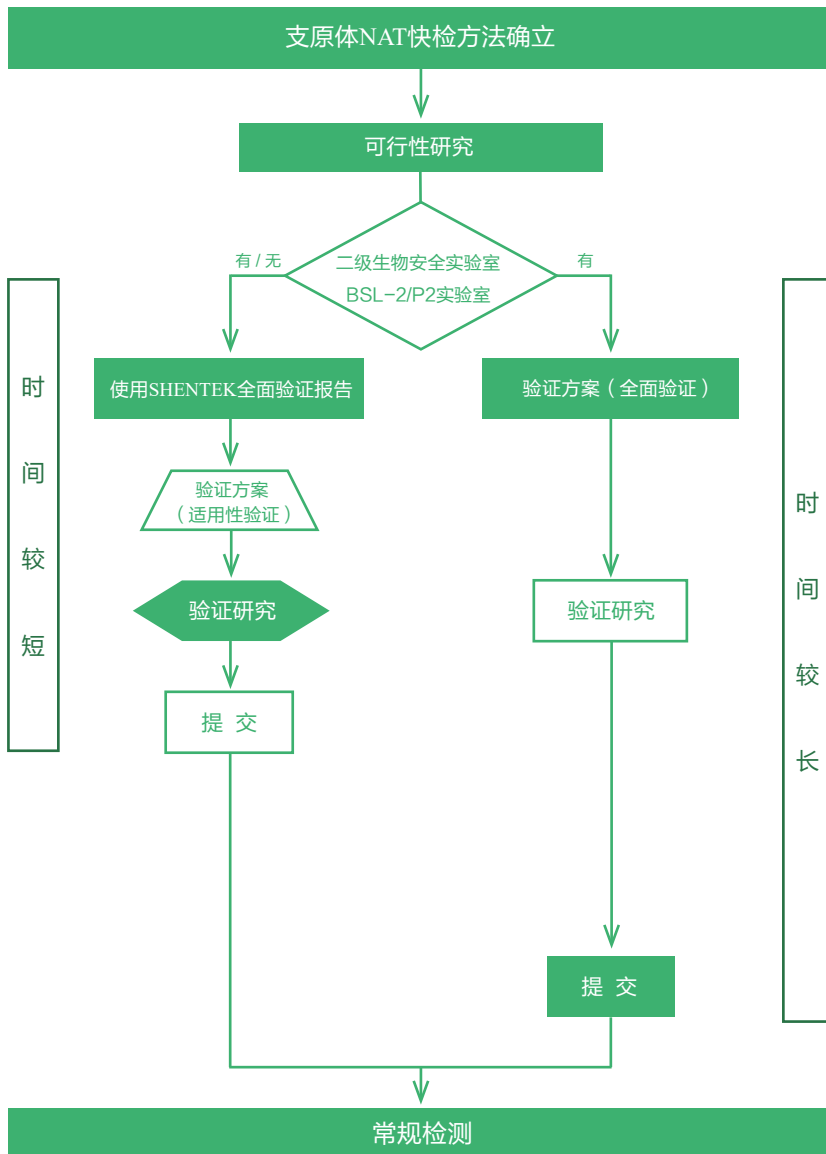 支原体NAT快检方法确立
可行性研究
有/无
二级生物安全实验室
BSL-2/P2实验室
有
使用SHENTEK全面验证报告
验证方案（全面验证）
验证方案
（适用性验证）
验证研究
验证研究
提 交
提 交
时
间
较
短
时
间
较
长
常规检测